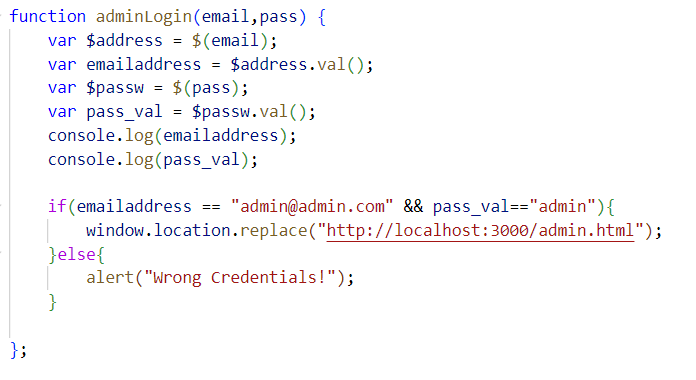 function adminLogin(email,pass) {
    var $address = $(email);
    var emailaddress = $address.val();
    var $passw = $(pass);
    var pass_val = $passw.val();
    console.log(emailaddress);
    console.log(pass_val);
    if(emailaddress == "admin@admin.com" && pass_val=="admin"){
        window.location.replace("http://localhost:3000/admin.html");
    }else{
        alert("Wrong Credentials!");
    }
};